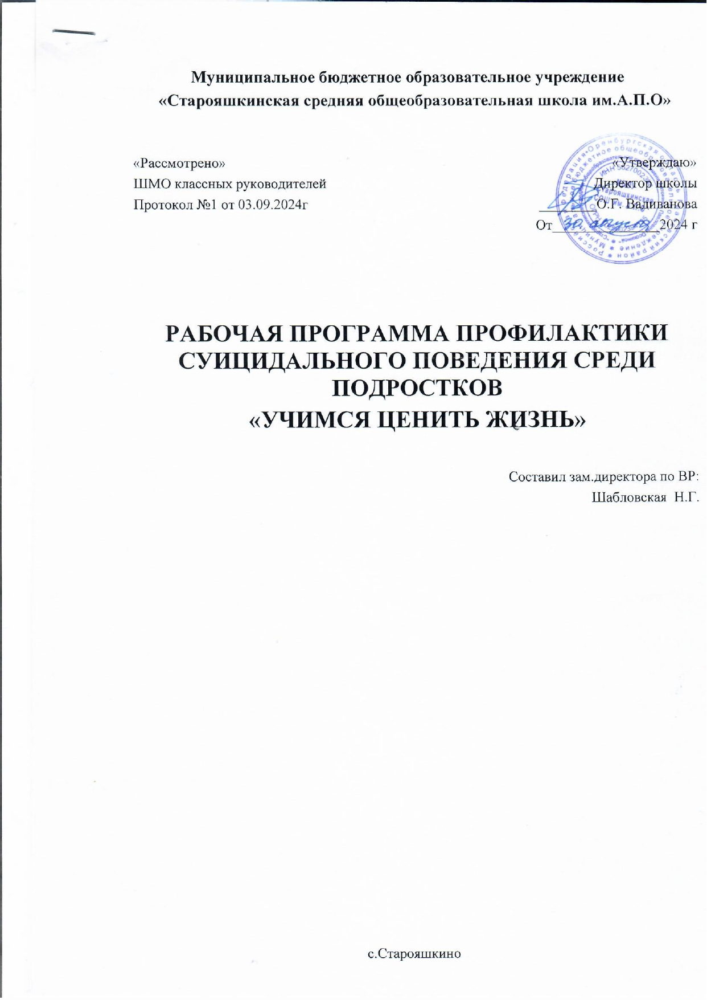 Муниципальное бюджетное образовательное учреждение
«Старояшкинская средняя общеобразовательная школа им.А.П.О»
«Рассмотрено»
ШМО классных руководителей
Протокол №1 от 03.09.2024г
«Утверждаю»
Директор школы
________О.Г. Валиванова
От 30 августа 2024 г
РАБОЧАЯ ПРОГРАММА ПРОФИЛАКТИКИ
СУИЦИДАЛЬНОГО ПОВЕДЕНИЯ СРЕДИ
ПОДРОСТКОВ
«УЧИМСЯ ЦЕНИТЬ ЖИЗНЬ»
Составил зам.директора по ВР:
Шабловская Н.Г.
с.Старояшкино